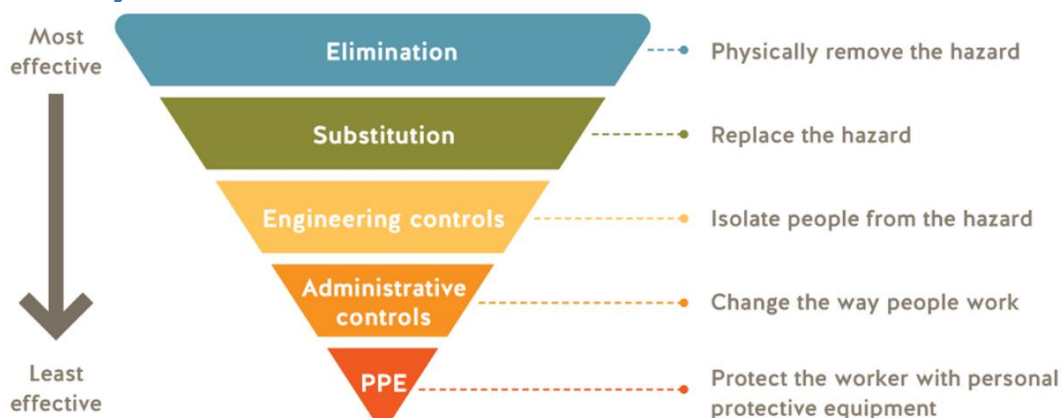 Most
effective
Elimination
Physically remove the hazard
Substitution
Replace the hazard
Engineering controls
Isolate people from the hazard
Administrative
controls
Change the way people work
Least
effective
PPE
Protect the worker with personal
protective equipment